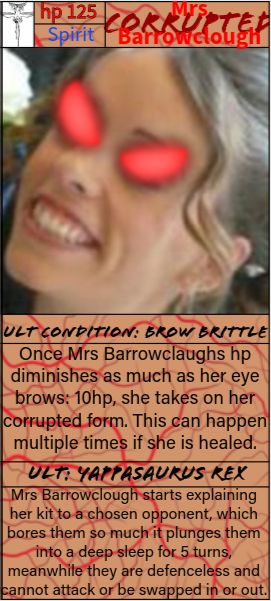 hp 125
Spirit
Mrs
CORRUPTED
Barrowclough
ULT CONDITION: BROW BRITTLE
Once Mrs Barrowclaughs hp
diminishes as much as her eye
brows: 10hp, she takes on her
corrupted form. This can happen
multiple times if she is healed.
ULT: YAPPASAURUS REX
Mrs Barrowclough starts explaining
her kit to a chosen opponent, which
bores them so much it plunges them
into a deep sleep for 5 turns,
meanwhile they are defenceless and
cannot attack or be swapped in or out.